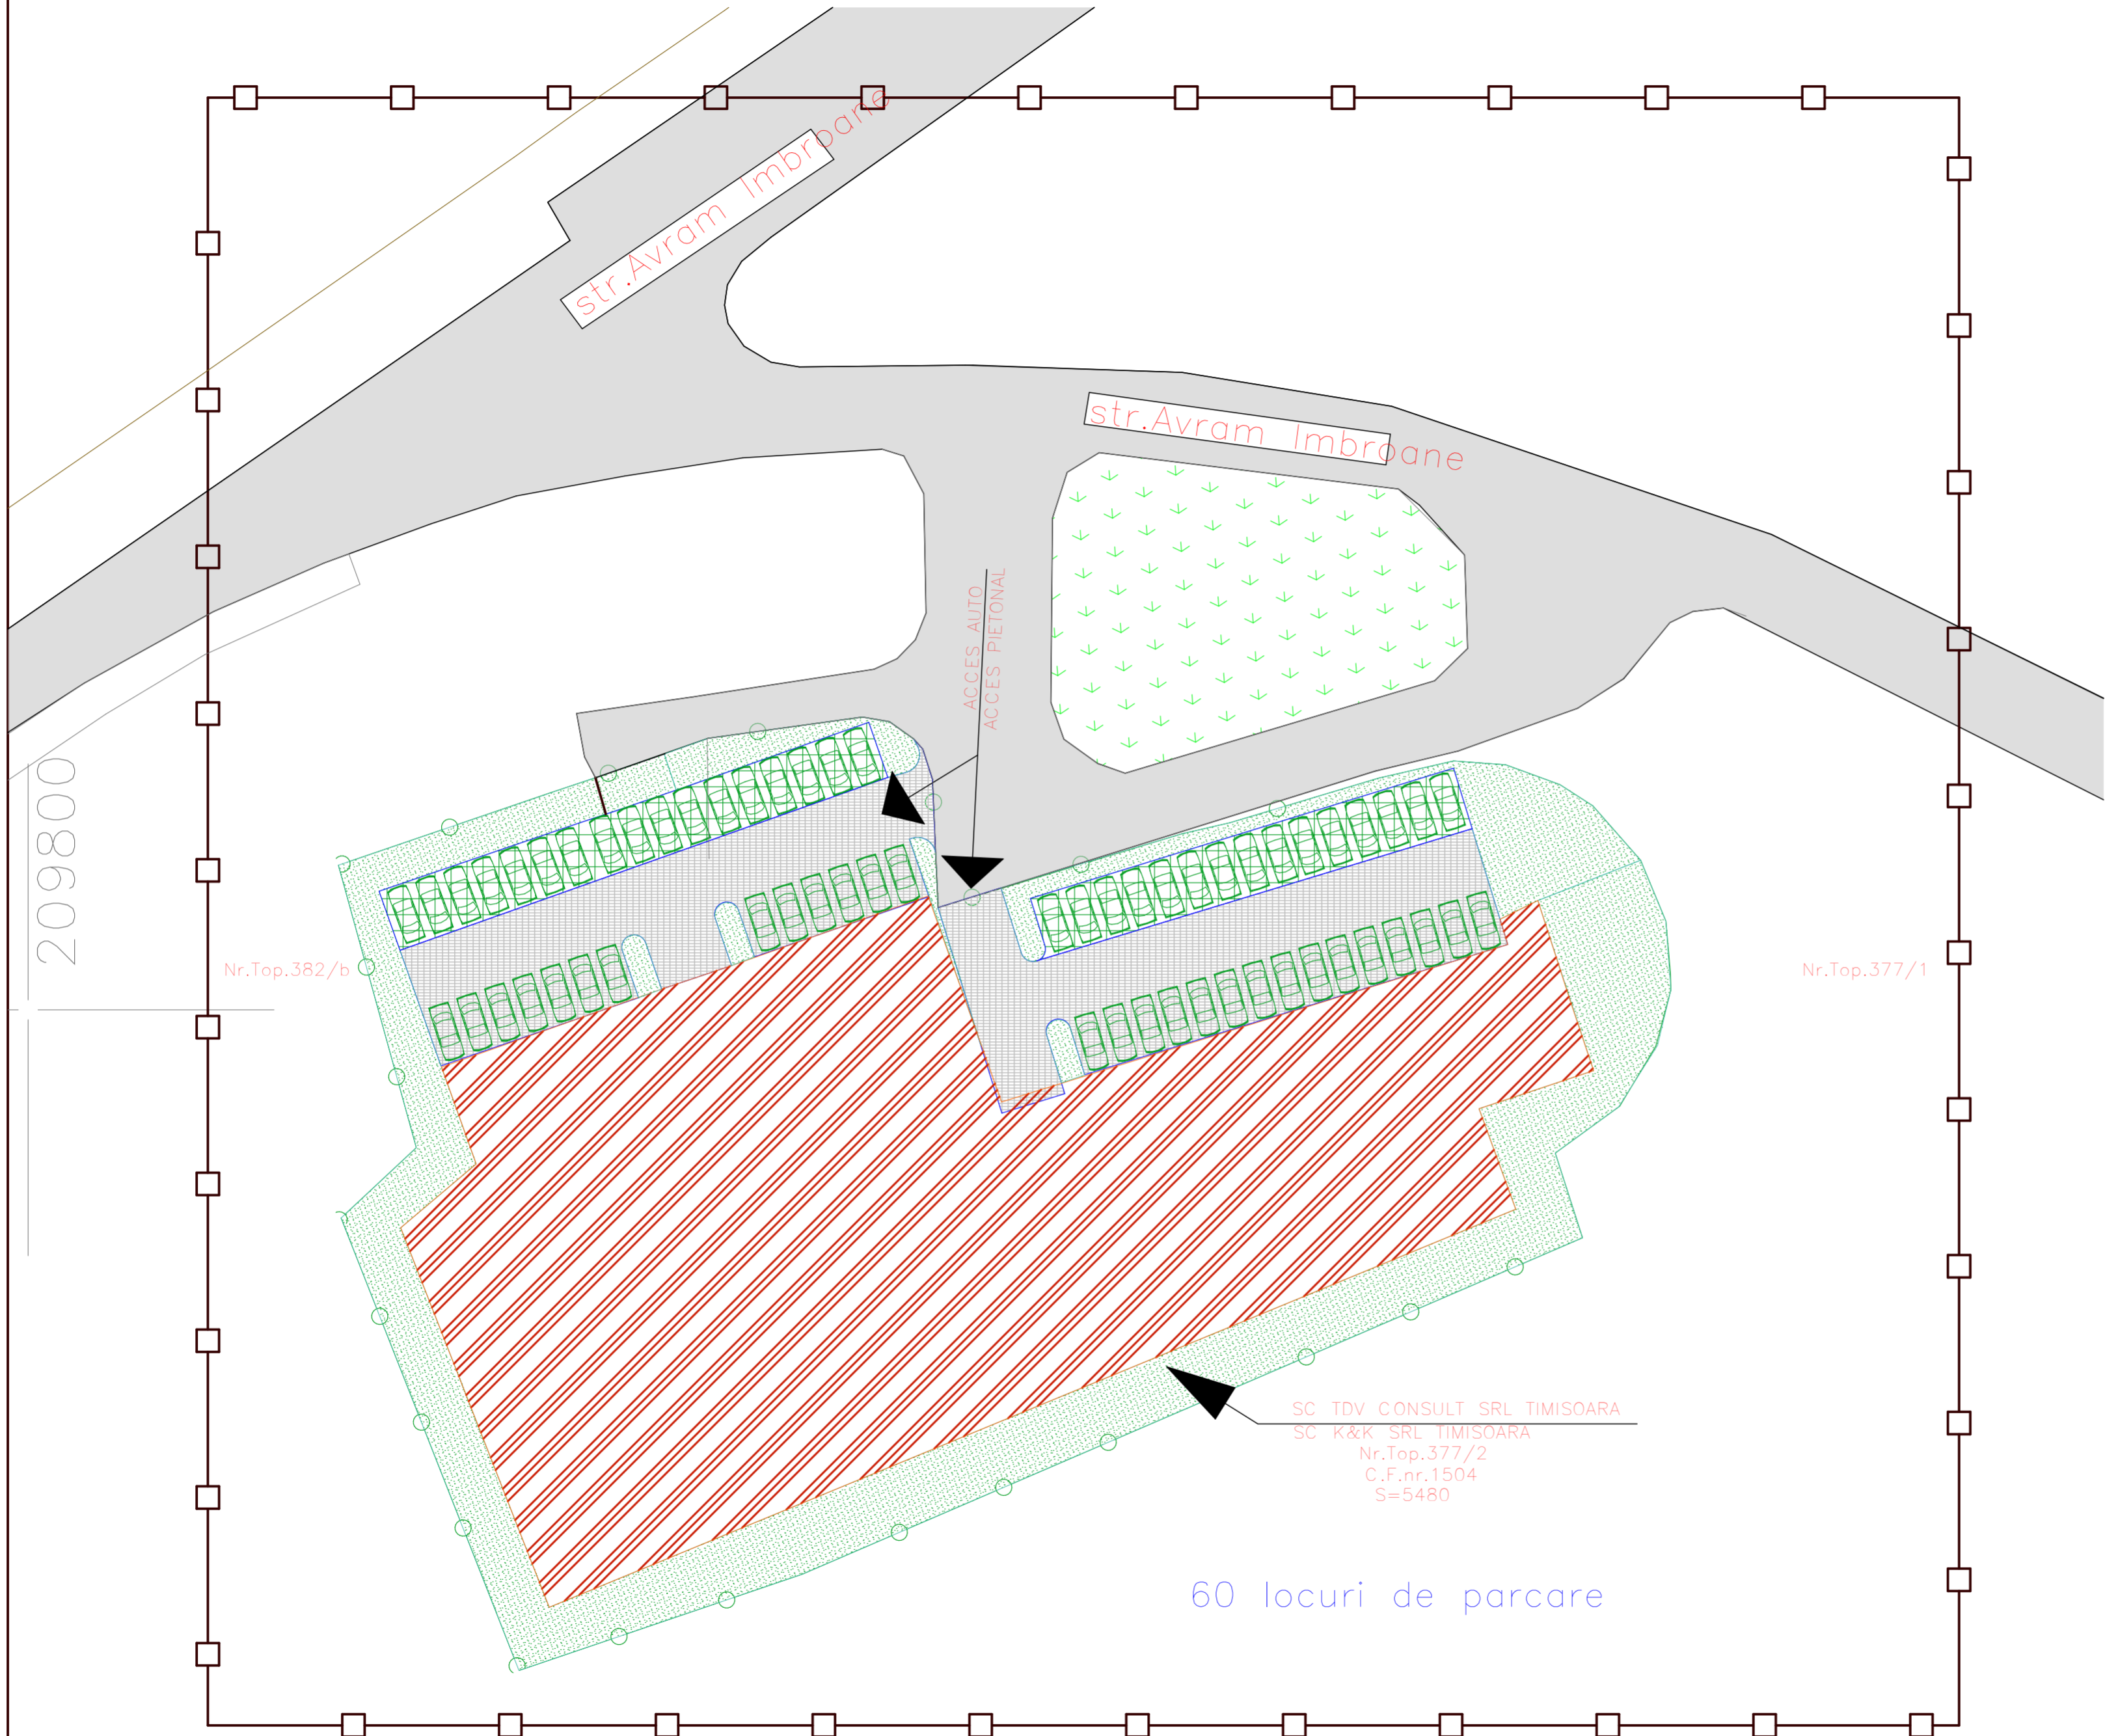 str.Avram Imbroane
str.Avram Imbroane
ACCES AUTO
ACCES PIETONAL
209800
Nr.Top.382/b
Nr.Top.377/1
SC TDV CONSULT SRL TIMISOARA
SC K&K SRL TIMISOARA
Nr.Top.377/2
C.F.nr.1504
S=5480
60 locuri de parcare